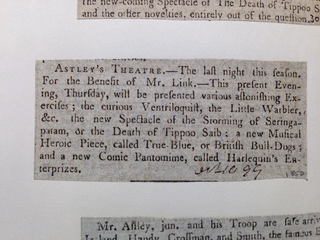 the new-coming Spectacle of The Death of Tippoo
and the other novelties, entirely out of the question.
ASTLEY'S THEATRE.—The last night this season.
For the Benefit of Mr. Link.—This present Even-
ing, Thursday, will be presented various astonishing Ex-
ercises; the curious Ventriloquist, the Little Warbler,
&c. the new Spectacle of the Storming of Seringa-
patam, or the Death of Tippoo Saib; a new Musical
Heroic Piece, called True-Blue, or British Bull-Dogs;
and a new Comic Pantomime, called Harlequin's En-
terprizes.
Mr. Astley, jun. and his Troop are safe arriv
Handy, Crossman, and Smith, the famous E